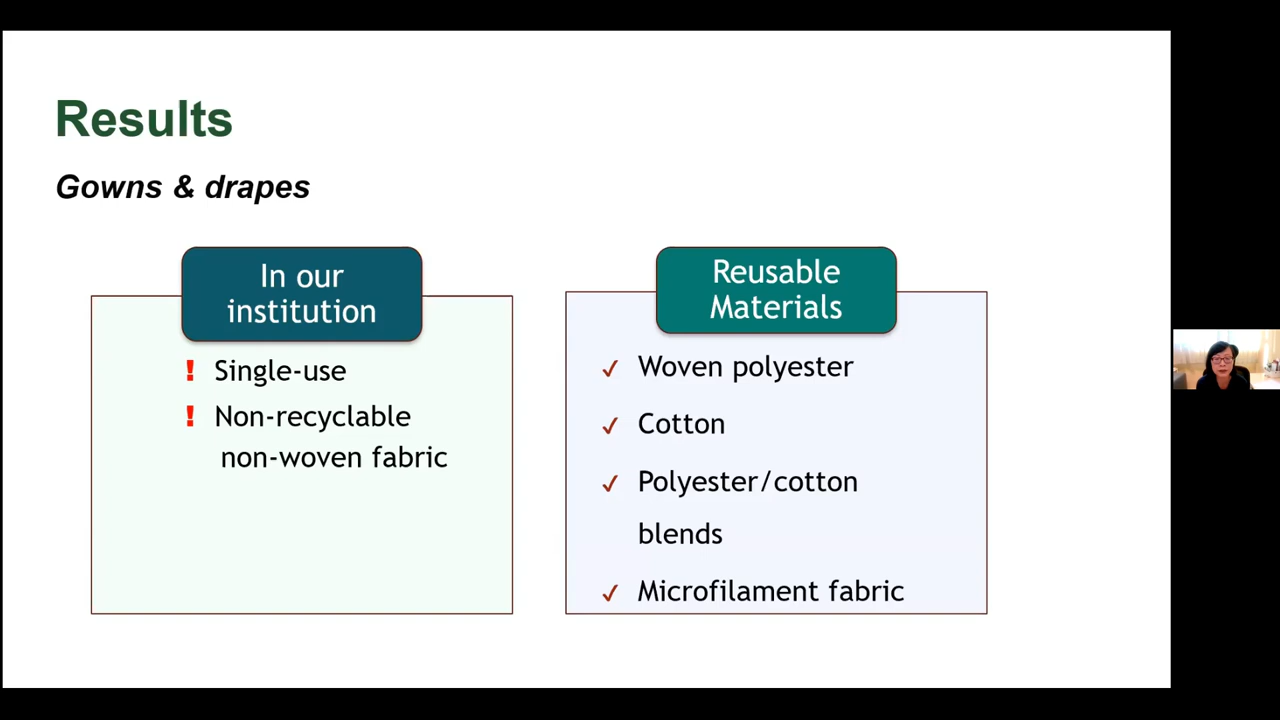 Results
Gowns & drapes
In our
institution
! Single-use
! Non-recyclable
non-woven fabric
Reusable
Materials
✓ Woven polyester
✓ Cotton
✓ Polyester/cotton
blends
✓ Microfilament fabric